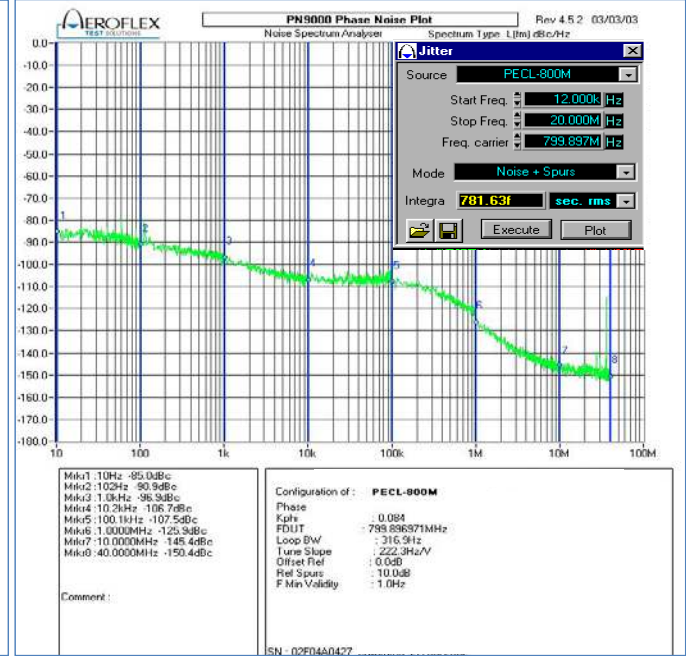 AEROFLEX
TEST SOLUTIONS
PN9000 Phase Noise Plot
Rev 4.5.2 03/03/03
Noise Spectrum Analyser
Spectrum Type L(fm) dBc/Hz
Jitter
Source PECL-800M
Start Freq. 12.000k Hz
Stop Freq. 20.000M Hz
Freq. carrier 799.897M Hz
Mode Noise + Spurs
Integra 781.63f sec. rms
Execute Plot
0.0
-10.0
-20.0
-30.0
-40.0
-50.0
-60.0
-70.0
-80.0
-90.0
-100.0
-110.0
-120.0
-130.0
-140.0
-150.0
-160.0
-170.0
-180.0
1
2
3
4
5
6
7
8
10 100 1k 10k 100k 1M 10M 100M
Mrkr1 :10Hz -85.0dBc
Mrkr2 :102Hz -90.9dBc
Mrkr3 :1.0kHz -96.9dBc
Mrkr4 :10.2kHz -106.7dBc
Mrkr5 :100.1kHz -107.5dBc
Mrkr6 :1.0000MHz -125.9dBc
Mrkr7 :10.0000MHz -145.4dBc
Mrkr8 :40.0000MHz -150.4dBc
Comment :
Configuration of : PECL-800M
Phase
Kphi : 0.084
FDUT : 799.896971MHz
Loop BW : 316.9Hz
Tune Slope : 222.3Hz/V
Offset Ref : 0.0dB
Ref Spurs : 10.0dB
F Min Validity : 1.0Hz
SN : 02F04A0427